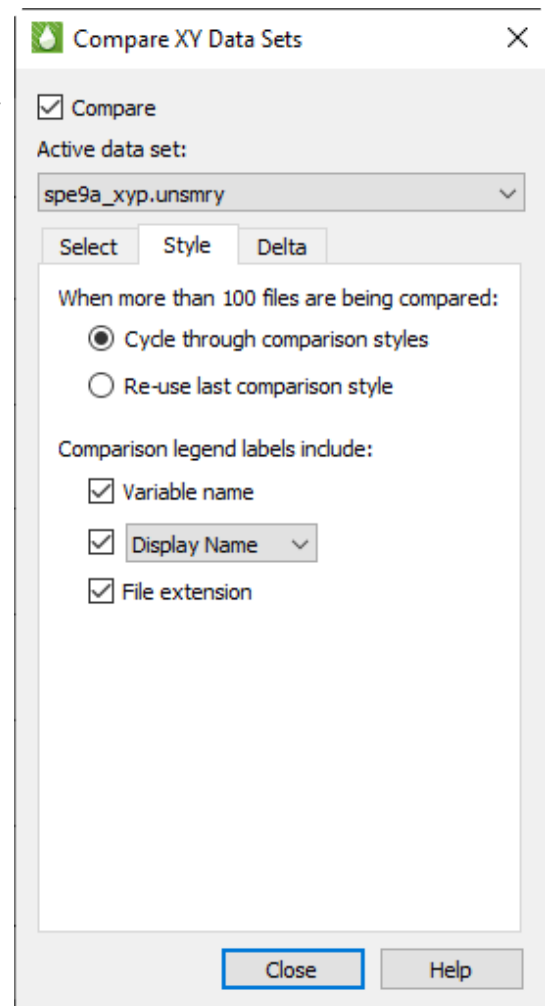 Compare XY Data Sets
Compare
Active data set:
spe9a_xyp.unsmry
Select Style Delta
When more than 100 files are being compared:
Cycle through comparison styles
Re-use last comparison style
Comparison legend labels include:
Variable name
Display Name
File extension
Close Help